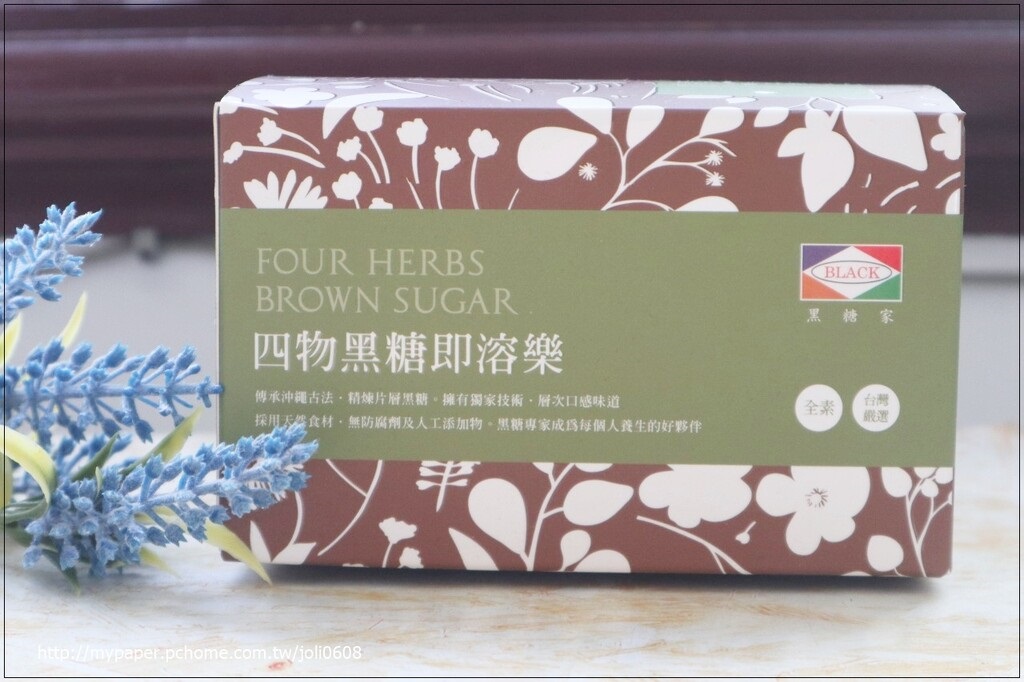 FOUR HERBS
BROWN SUGAR
四物黑糖即溶樂
傳承沖繩古法．精煉片層黑糖。擁有獨家技術．層次口感味道
採用天然食材．無防腐劑及人工添加物。黑糖專家成爲每個人養生的好夥伴
BLACK
黑糖家
全素
台灣
嚴選
http://mypaper.pchome.com.tw/joli0608